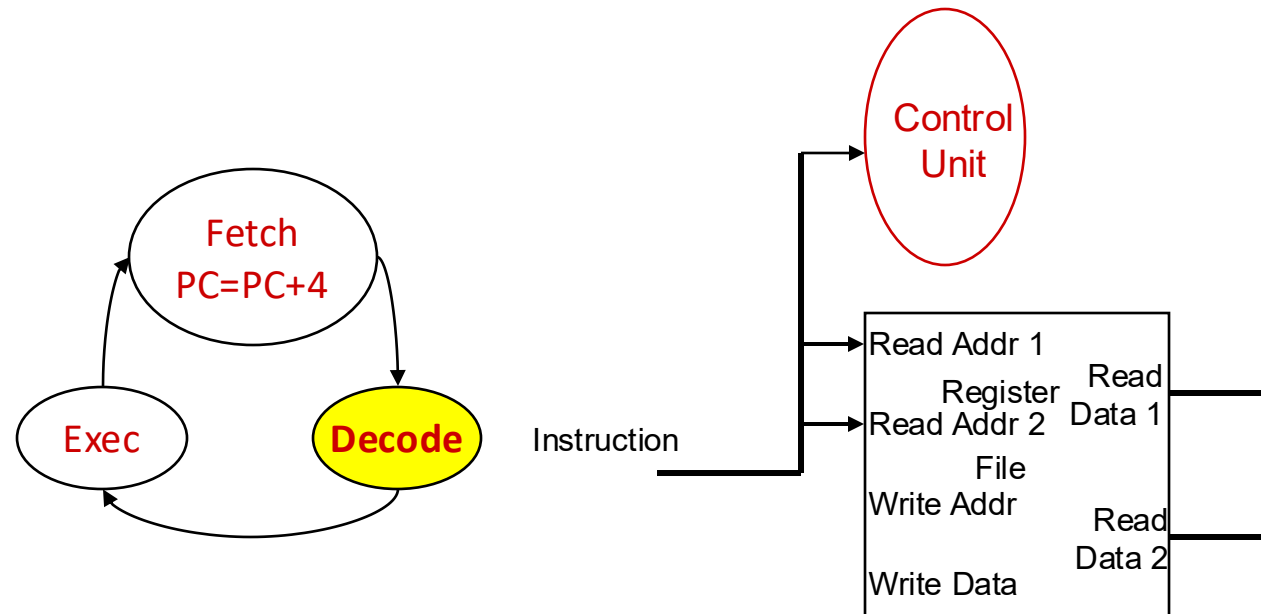 Fetch
PC=PC+4
Exec
Decode
Instruction
Control
Unit
Read Addr 1
Register
Read Addr 2
File
Write Addr
Write Data
Read
Data 1
Read
Data 2